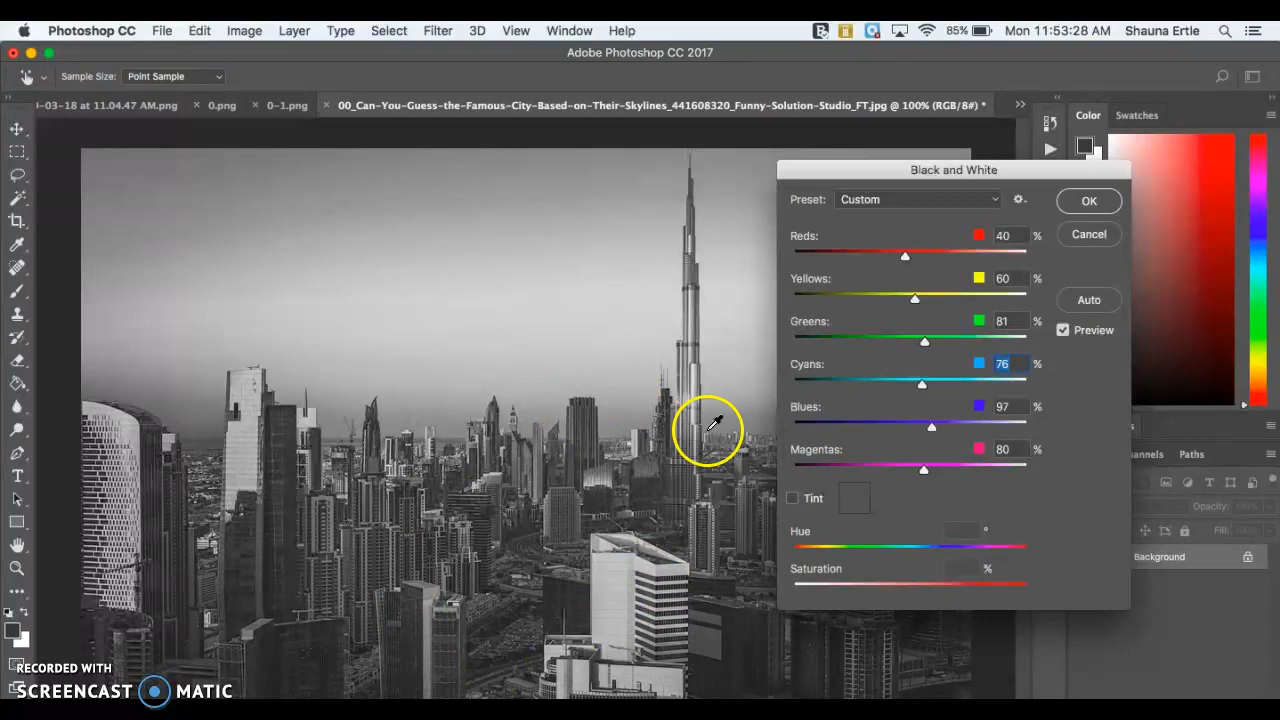 Photoshop CC File Edit Image Layer Type Select Filter 3D View Window Help 85% Mon 11:53:28 AM Shauna Ertle
Adobe Photoshop CC 2017
Sample Size: Point Sample
-03-18 at 11.04.47 AM.png × 0.png × 0-1.png × 00_Can-You-Guess-the-Famous-City-Based-on-Their-Skylines_441608320_Funny-Solution-Studio_FT.jpg @ 100% (RGB/8#) *
Color Swatches
Black and White
Preset: Custom
OK
Reds: 40 %
Cancel
Yellows: 60 %
Auto
Greens: 81 %
Preview
Cyans: 76 %
Blues: 97 %
Magentas: 80 %
annels Paths
Tint
Opacity:
Hue °
Fill:
Background
Saturation %
RECORDED WITH
SCREENCAST MATIC